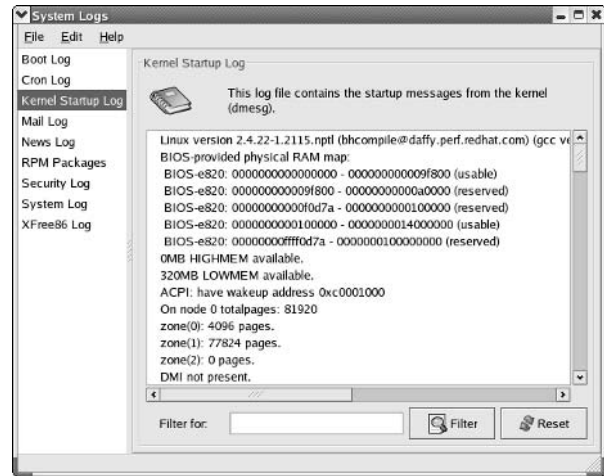 System Logs
File Edit Help
Boot Log
Cron Log
Kernel Startup Log
Mail Log
News Log
RPM Packages
Security Log
System Log
XFree86 Log
Kernel Startup Log
This log file contains the startup messages from the kernel
(dmesg).
Linux version 2.4.22-1.2115.nptl (bhcompile@daffy.perf.redhat.com) (gcc ve
BIOS-provided physical RAM map:
BIOS-e820: 0000000000000000 - 000000000009f800 (usable)
BIOS-e820: 000000000009f800 - 00000000000a0000 (reserved)
BIOS-e820: 00000000000f0d7a - 0000000000100000 (reserved)
BIOS-e820: 0000000000100000 - 0000000014000000 (usable)
BIOS-e820: 00000000ffff0d7a - 0000000100000000 (reserved)
0MB HIGHMEM available.
320MB LOWMEM available.
ACPI: have wakeup address 0xc0001000
On node 0 totalpages: 81920
zone(0): 4096 pages.
zone(1): 77824 pages.
zone(2): 0 pages.
DMI not present.
Filter for:
Filter
Reset